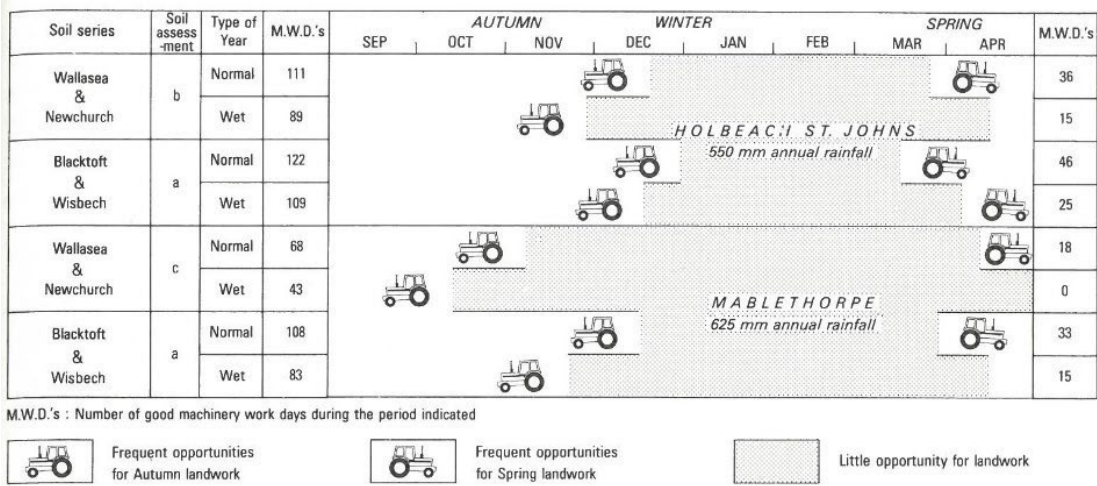 Soil series Soil assess-ment Type of Year M.W.D.'s AUTUMN WINTER SPRING M.W.D.'s
SEP OCT NOV DEC JAN FEB MAR APR
Wallasea & Newchurch b Normal 111 36
Wet 89 15
HOLBEACH ST. JOHNS
550 mm annual rainfall
Blacktoft & Wisbech a Normal 122 46
Wet 109 25
Wallasea & Newchurch c Normal 68 18
Wet 43 0
MABLETHORPE
625 mm annual rainfall
Blacktoft & Wisbech a Normal 108 33
Wet 83 15
M.W.D.'s : Number of good machinery work days during the period indicated
Frequent opportunities for Autumn landwork
Frequent opportunities for Spring landwork
Little opportunity for landwork